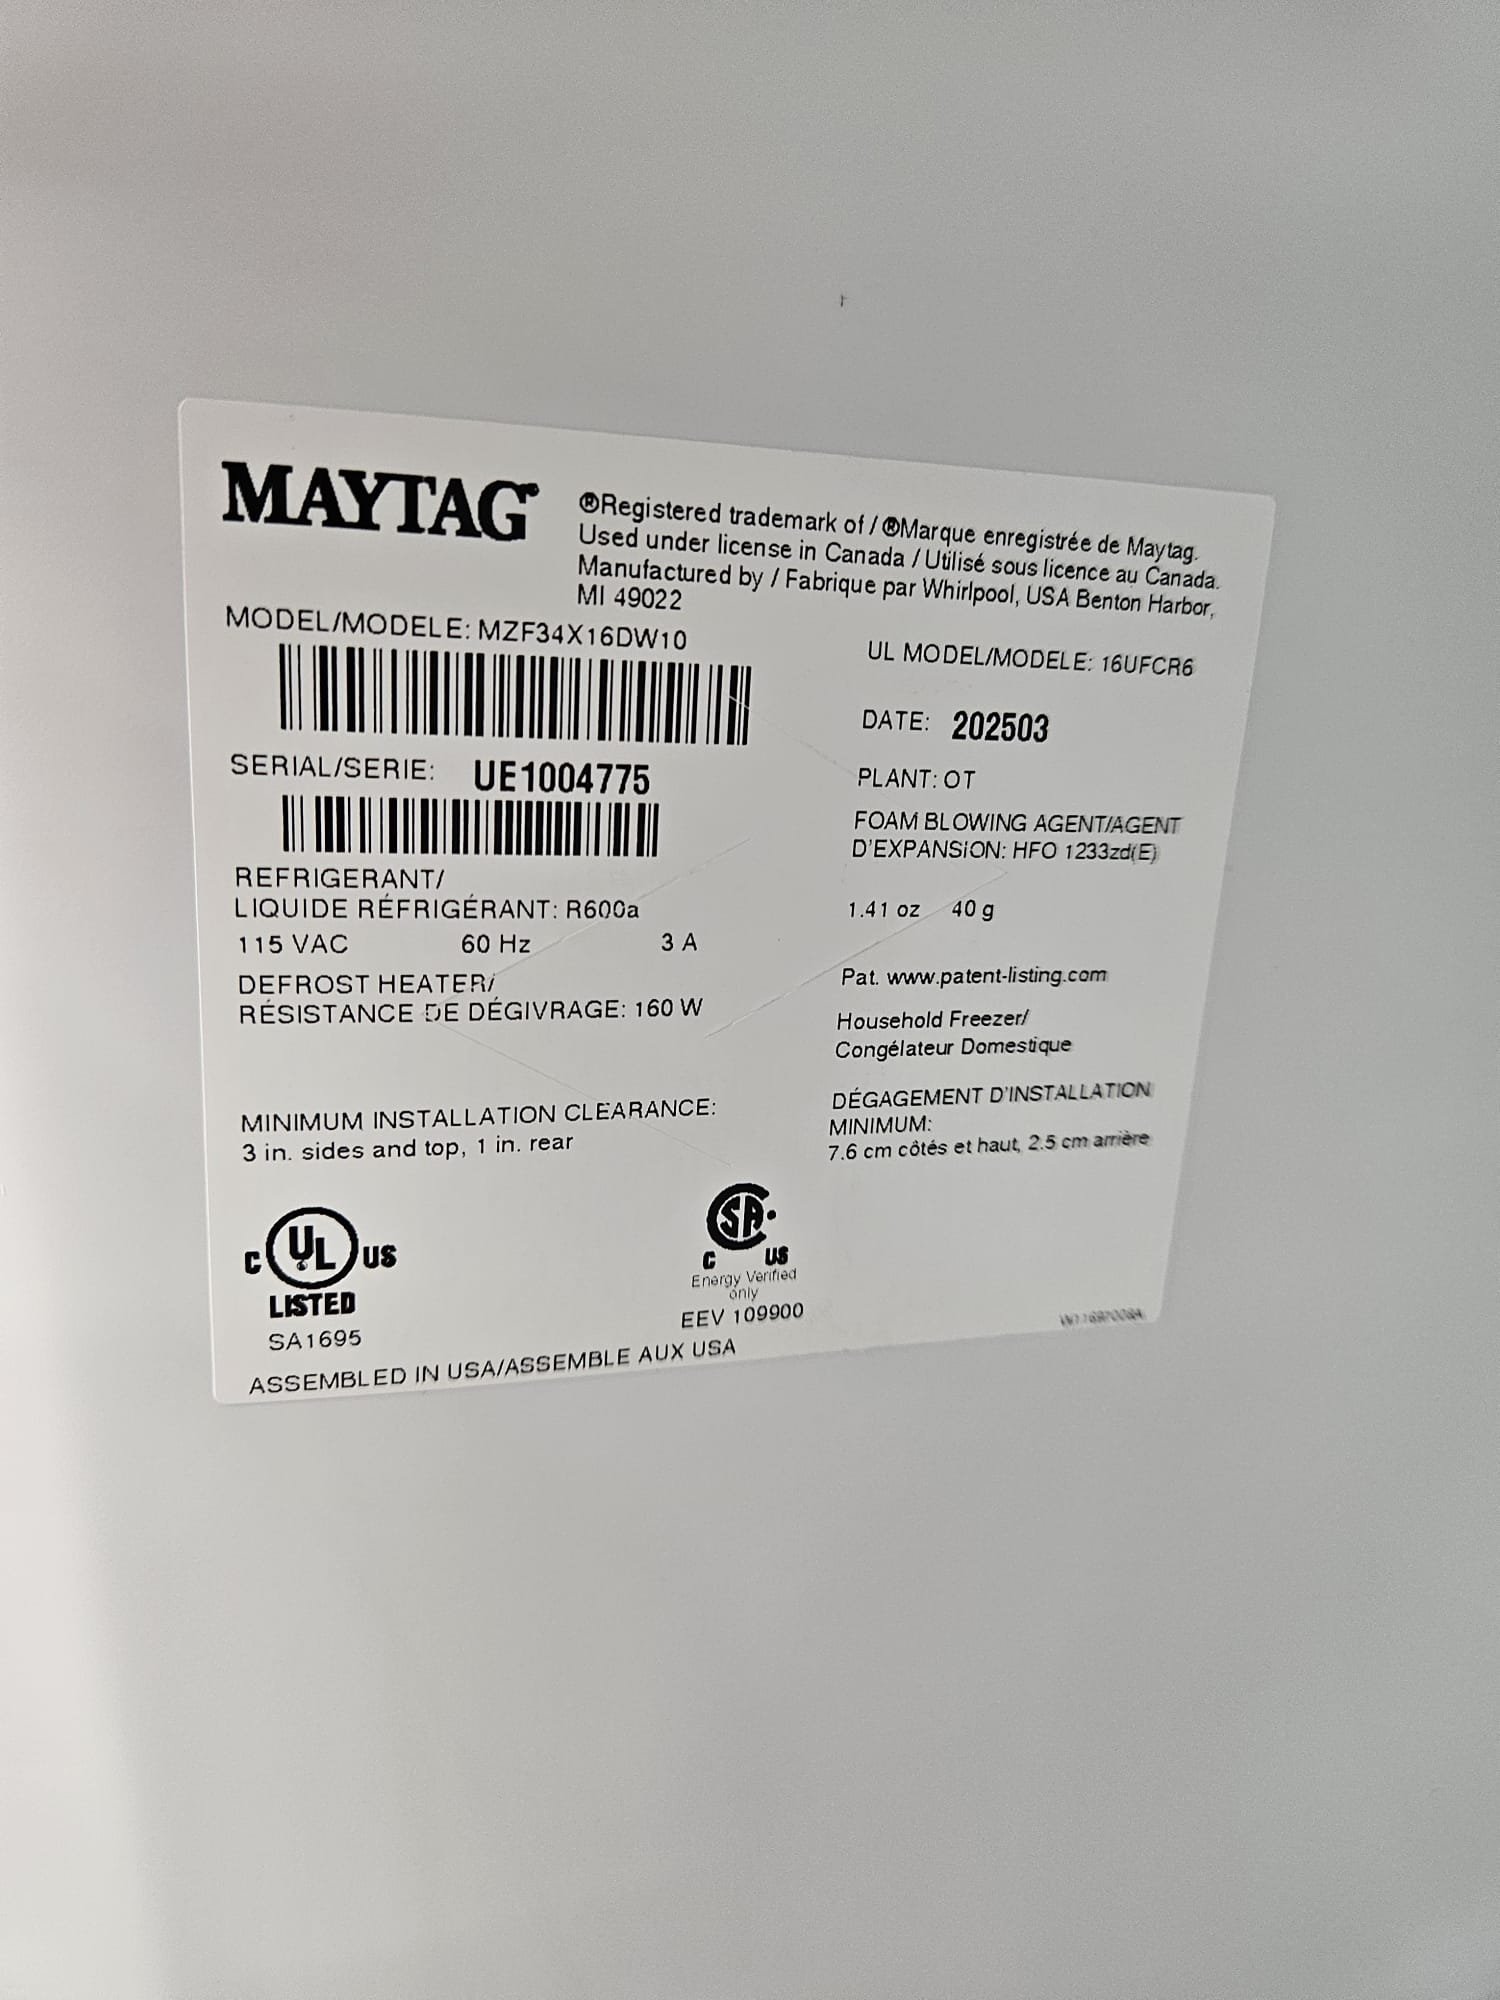 MAYTAG®
®Registered trademark of / ®Marque enregistrée de Maytag.
Used under license in Canada / Utilisé sous licence au Canada.
Manufactured by / Fabrique par Whirlpool, USA Benton Harbor,
MI 49022
MODEL/MODELE: MZF34X16DW10
UL MODEL/MODELE: 16UFCR6
DATE: 202503
SERIAL/SERIE: UE1004775
PLANT: OT
FOAM BLOWING AGENT/AGENT
D'EXPANSION: HFO 1233zd(E)
REFRIGERANT/
LIQUIDE RÉFRIGÉRANT: R600a
1.41 oz 40 g
115 VAC 60 Hz 3 A
DEFROST HEATER/
RÉSISTANCE DE DÉGIVRAGE: 160 W
Pat. www.patent-listing.com
Household Freezer/
Congélateur Domestique
MINIMUM INSTALLATION CLEARANCE:
3 in. sides and top, 1 in. rear
DÉGAGEMENT D'INSTALLATION
MINIMUM:
7.6 cm côtés et haut, 2.5 cm arrière
C UL US
LISTED
SA1695
SA
C US
Energy Verified
only
EEV 109900
ASSEMBLED IN USA/ASSEMBLE AUX USA